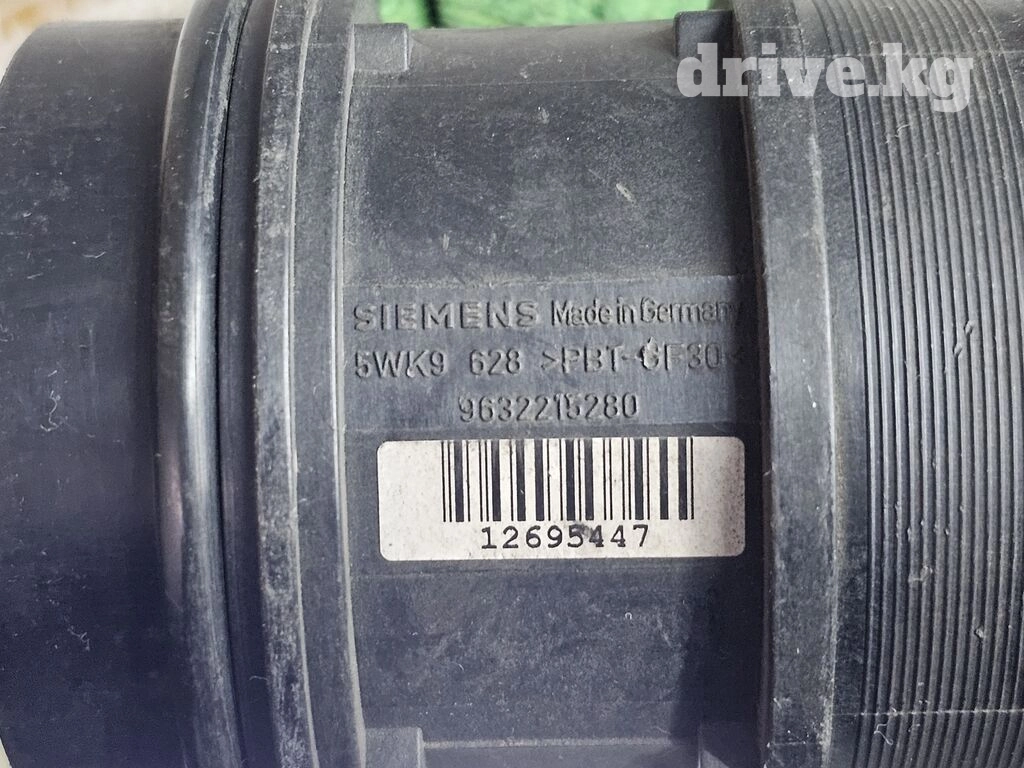 drive.kg
SIEMENS Made in Germany
5WK9 628 >PBT-GF30<
9632215280
12695447